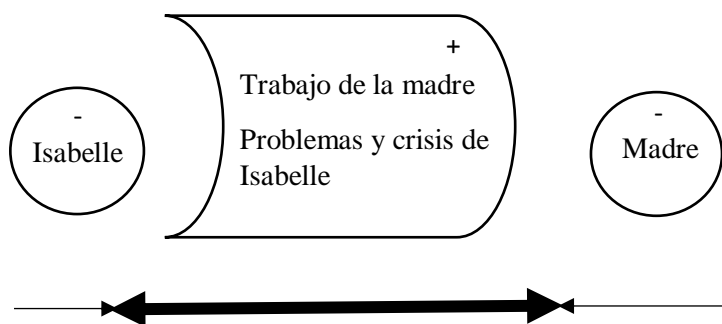 +
Trabajo de la madre
-
Isabelle
Problemas y crisis de
Isabelle
-
Madre